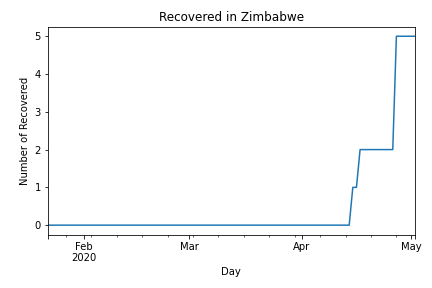 Recovered in Zimbabwe
Number of Recovered
5
4
3
2
1
0
Feb
2020
Mar
Apr
May
Day